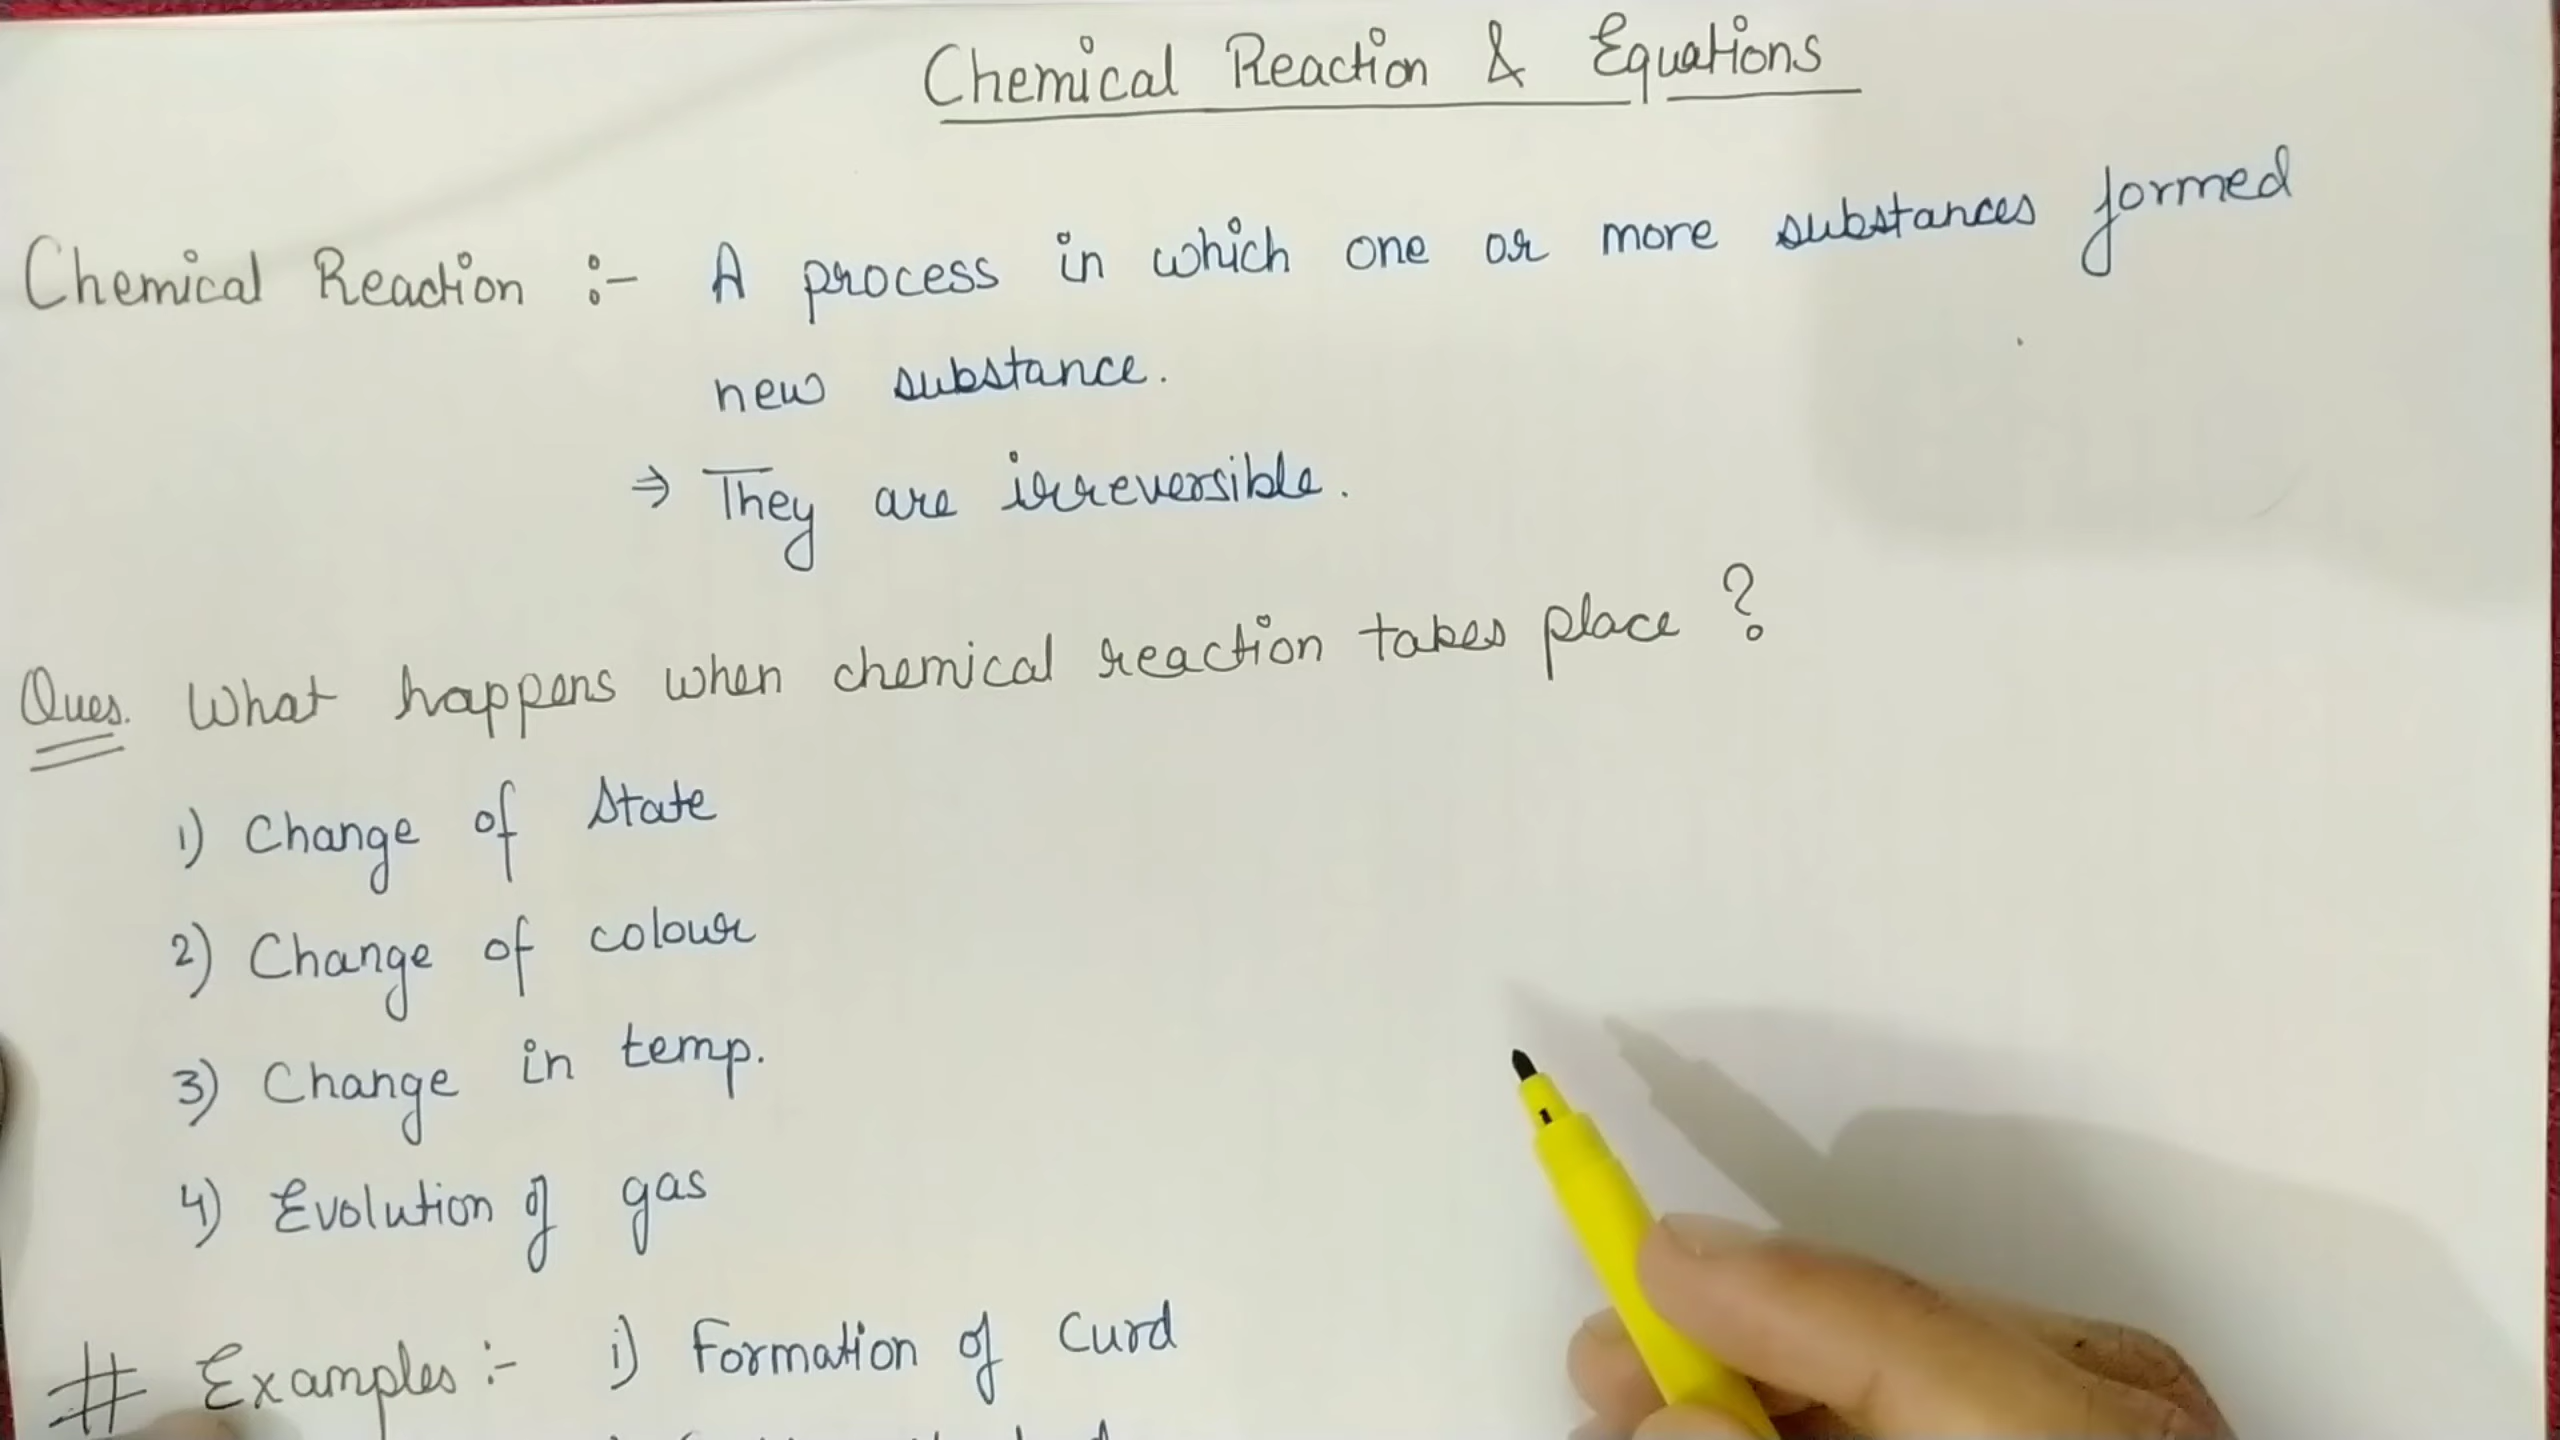 Chemical Reaction & Equations
Chemical Reaction :- A process in which one or more substances formed
new substance.
⇒ They are irreversible.
Ques. What happens when chemical reaction takes place ?
1) Change of State
2) Change of colour
3) Change in temp.
4) Evolution of gas
# Examples :- i) Formation of Curd